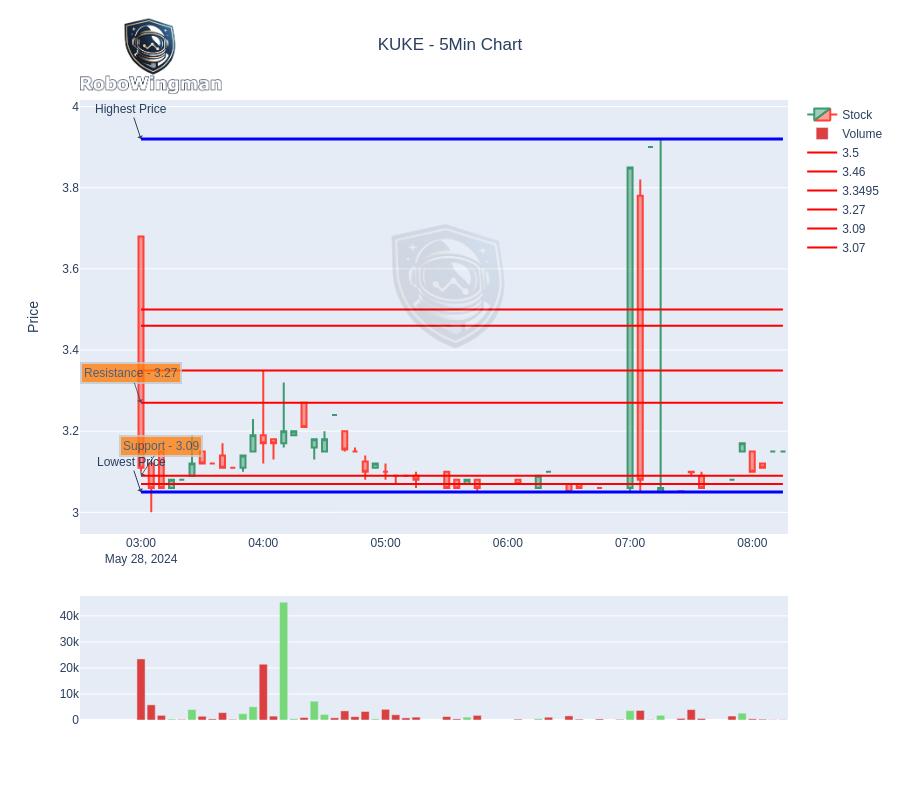 KUKE - 5Min Chart
RoboWingman
Highest Price
Resistance - 3.27
Support - 3.09
Lowest Price
Price
4
3.8
3.6
3.4
3.2
3
03:00
04:00
05:00
06:00
07:00
08:00
May 28, 2024
40k
30k
20k
10k
0
Stock
Volume
3.5
3.46
3.3495
3.27
3.09
3.07